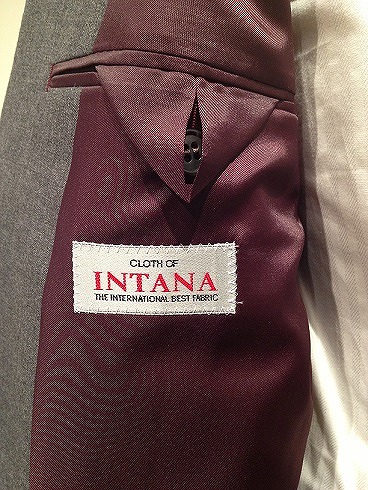 CLOTH OF
INTANA
THE INTERNATIONAL BEST FABRIC